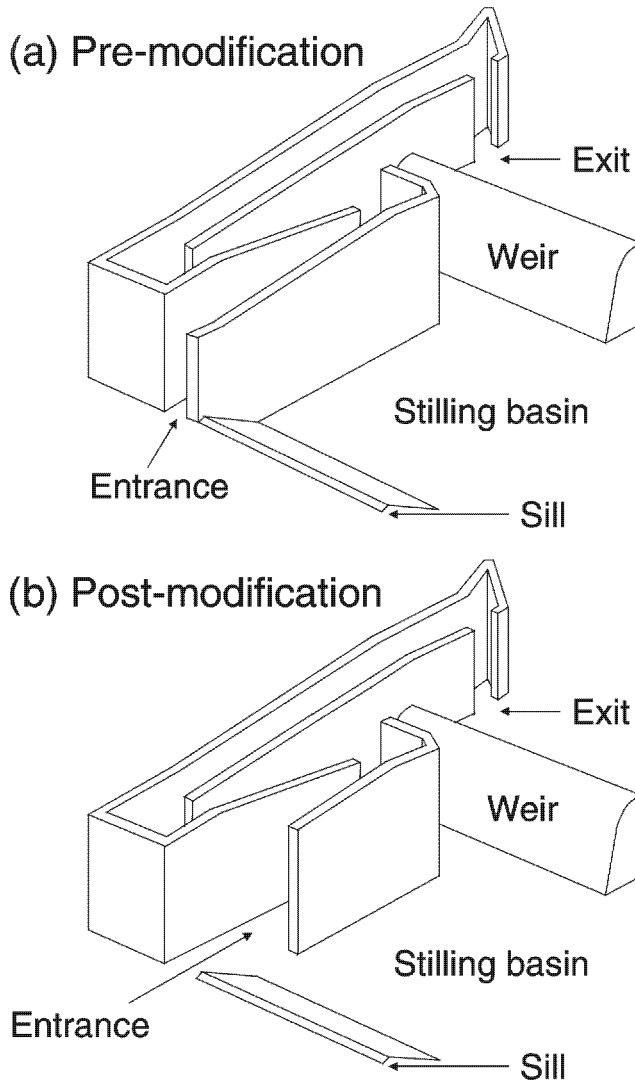 (a) Pre-modification
Exit
Weir
Stilling basin
Entrance
Sill
(b) Post-modification
Exit
Weir
Stilling basin
Entrance
Sill